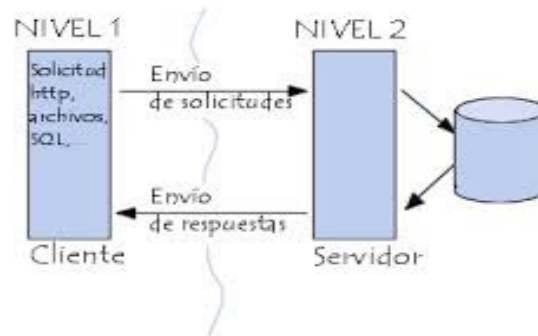 NIVEL 1
NIVEL 2
Solicitud
http,
archivos,
SQL,...
Envío
de solicitudes
Envío
de respuestas
Cliente
Servidor